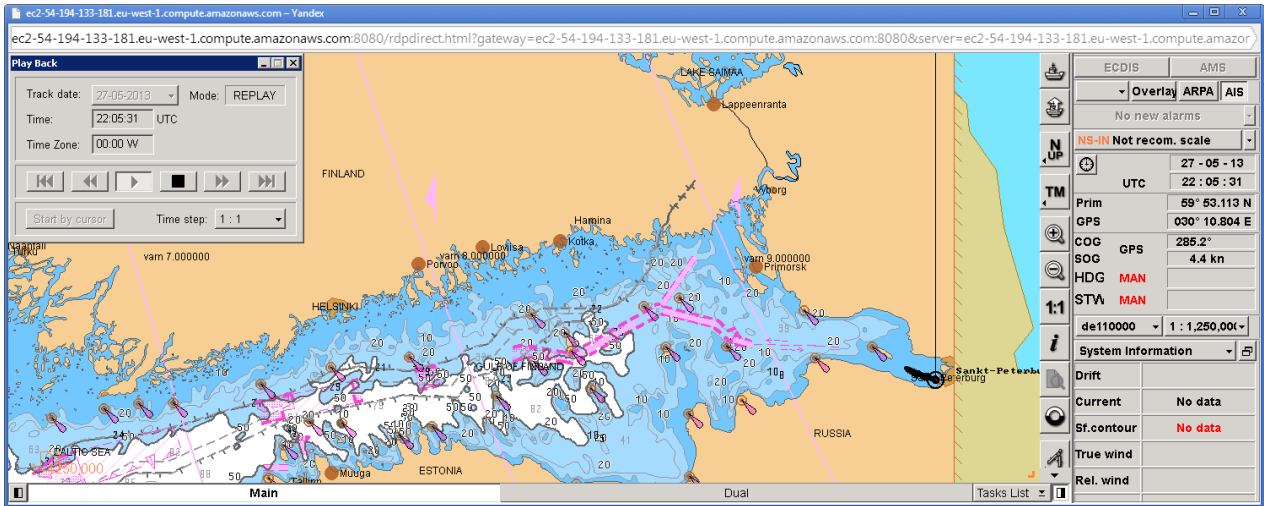 ec2-54-194-133-181.eu-west-1.compute.amazonaws.com – Yandex
ec2-54-194-133-181.eu-west-1.compute.amazonaws.com:8080/rdpdirect.html?gateway=ec2-54-194-133-181.eu-west-1.compute.amazonaws.com:8080&server=ec2-54-194-133-181.eu-west-1.compute.amazor
Play Back
Track date: 27-05-2013 Mode: REPLAY
Time: 22:05:31 UTC
Time Zone: 00:00 W
Start by cursor Time step: 1 : 1
LAKE SAIMAA
Lappeenranta
FINLAND
Vyborg
Hamina
Kotka
Loviisa
Porvoo
Naantali
Turku
varn 7.000000
varn 8.000000
varn 9.000000
Primorsk
HELSINKI
GULF OF FINLAND
Sankt-Peterbu
RUSSIA
BALTIC SEA
ESTONIA
Muuga
Tallinn
N UP
TM
1:1
i
ECDIS AMS
Overlay ARPA AIS
No new alarms
NS-IN Not recom. scale
27 - 05 - 13
UTC 22 : 05 : 31
Prim 59° 53.113 N
GPS 030° 10.804 E
COG GPS 285.2°
SOG 4.4 kn
HDG MAN
STW MAN
de110000 1 : 1,250,00(
System Information
Drift
Current No data
Sf.contour No data
True wind
Rel. wind
Main Dual Tasks List